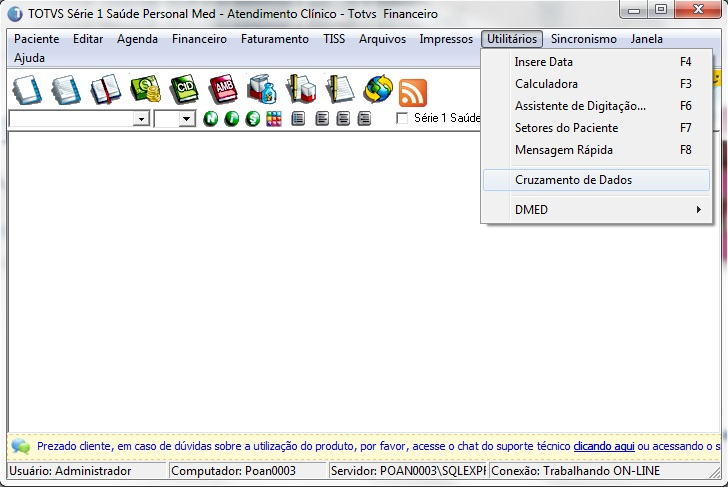 TOTVS Série 1 Saúde Personal Med - Atendimento Clínico - Totvs Financeiro
Paciente Editar Agenda Financeiro Faturamento TISS Arquivos Impressos Utilitários Sincronismo Janela
Ajuda
Insere Data F4
Calculadora F3
Assistente de Digitação... F6
Setores do Paciente F7
Mensagem Rápida F8
Cruzamento de Dados
DMED
CID AMB
N I S Série 1 Saúde
Prezado cliente, em caso de dúvidas sobre a utilização do produto, por favor, acesse o chat do suporte técnico clicando aqui ou acessando o s
Usuário: Administrador Computador: Poan0003 Servidor: POAN0003\SQLEXPR Conexão: Trabalhando ON-LINE